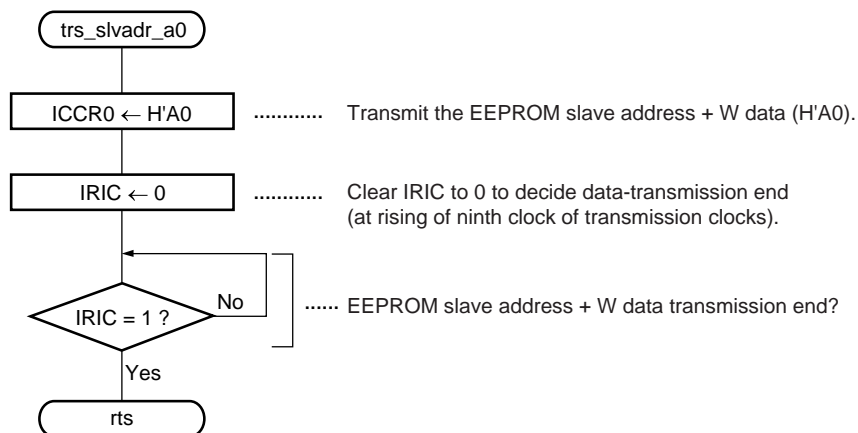 trs_slvadr_a0
ICCR0 ← H'A0 ............ Transmit the EEPROM slave address + W data (H'A0).
IRIC ← 0 ............ Clear IRIC to 0 to decide data-transmission end
(at rising of ninth clock of transmission clocks).
No
IRIC = 1 ? ...... EEPROM slave address + W data transmission end?
Yes
rts